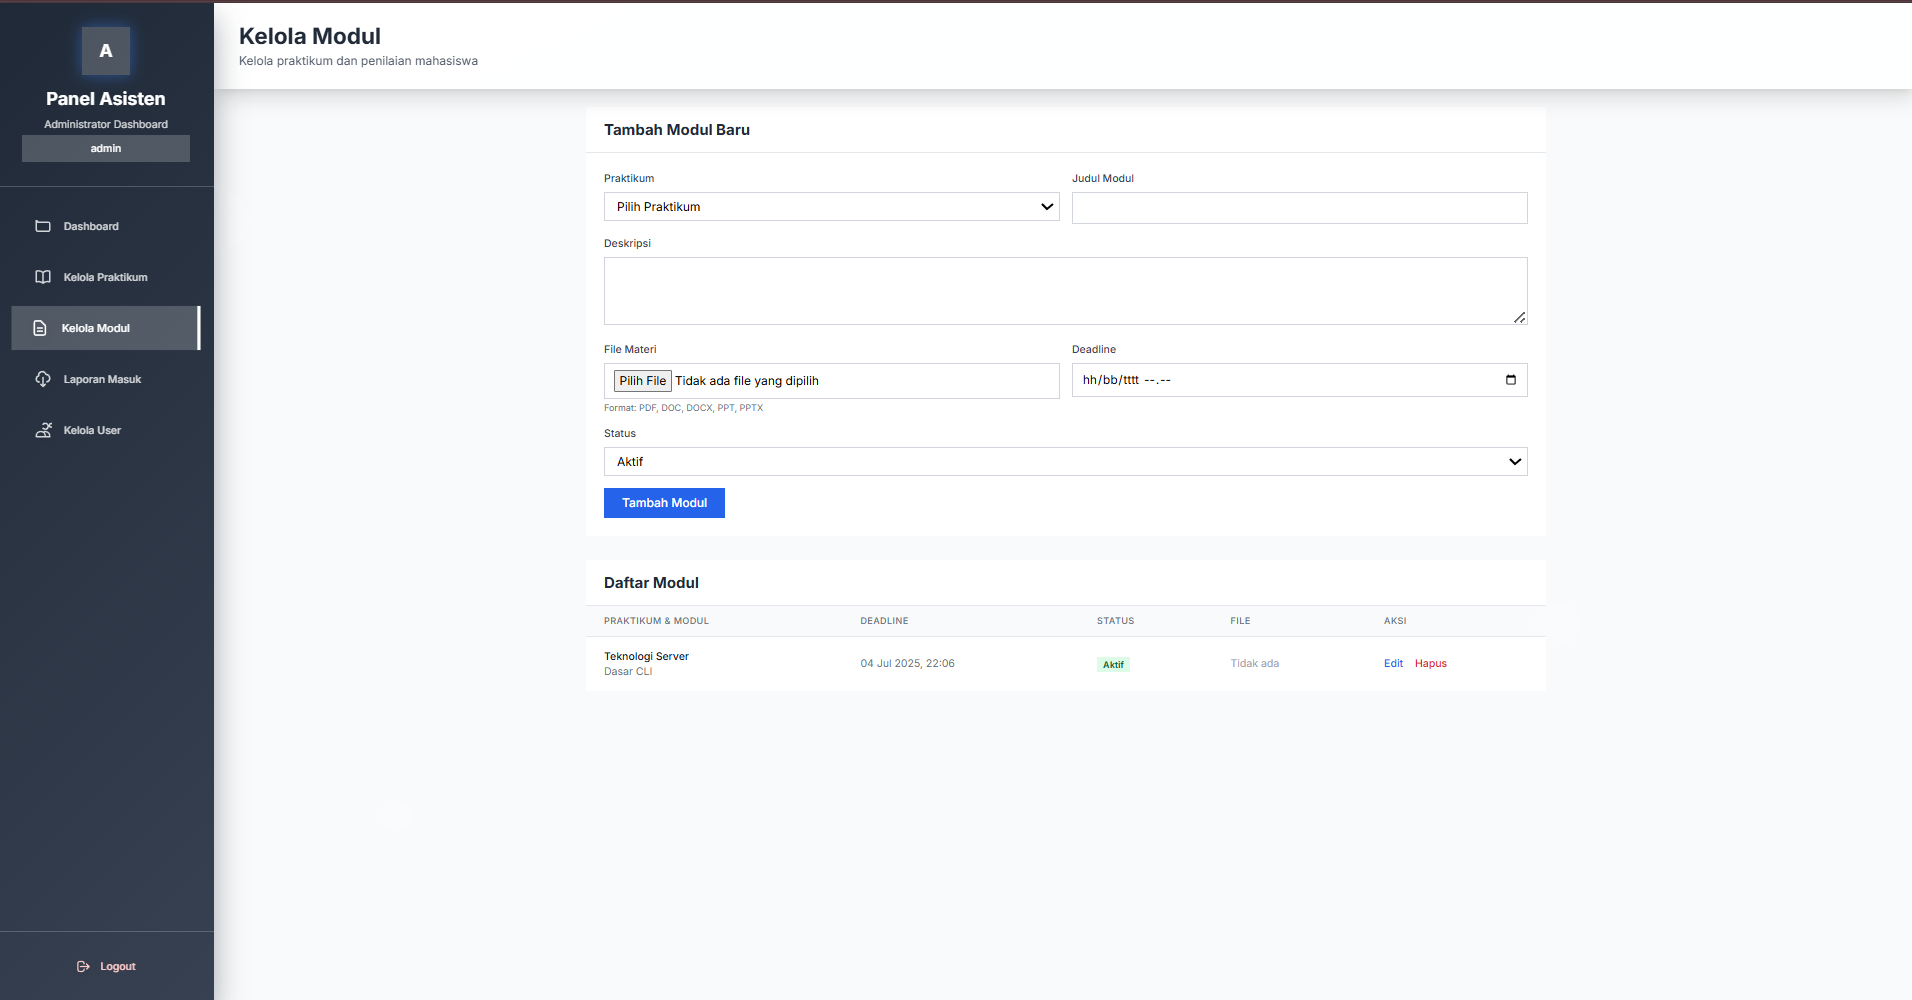 A
Panel Asisten
Administrator Dashboard
admin
Dashboard
Kelola Praktikum
Kelola Modul
Laporan Masuk
Kelola User
Logout
Kelola Modul
Kelola praktikum dan penilaian mahasiswa
Tambah Modul Baru
Praktikum Judul Modul
Pilih Praktikum
Deskripsi
File Materi Deadline
Pilih File Tidak ada file yang dipilih hh/bb/tttt --.--
Format: PDF, DOC, DOCX, PPT, PPTX
Status
Aktif
Tambah Modul
Daftar Modul
PRAKTIKUM & MODUL DEADLINE STATUS FILE AKSI
Teknologi Server
Dasar CLI
04 Jul 2025, 22:06 Aktif Tidak ada Edit Hapus